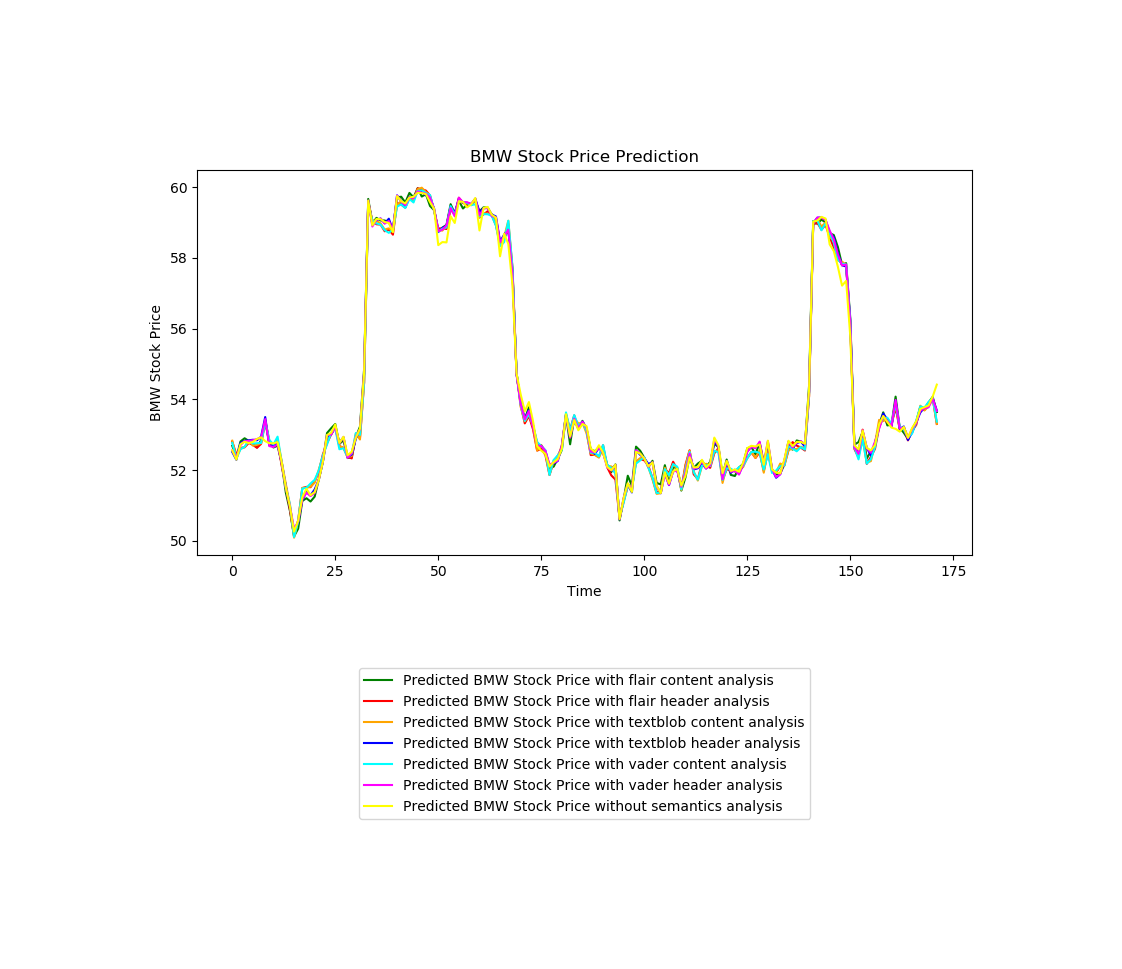 BMW Stock Price Prediction
BMW Stock Price
60
58
56
54
52
50
0 25 50 75 100 125 150 175
Time
Predicted BMW Stock Price with flair content analysis
Predicted BMW Stock Price with flair header analysis
Predicted BMW Stock Price with textblob content analysis
Predicted BMW Stock Price with textblob header analysis
Predicted BMW Stock Price with vader content analysis
Predicted BMW Stock Price with vader header analysis
Predicted BMW Stock Price without semantics analysis